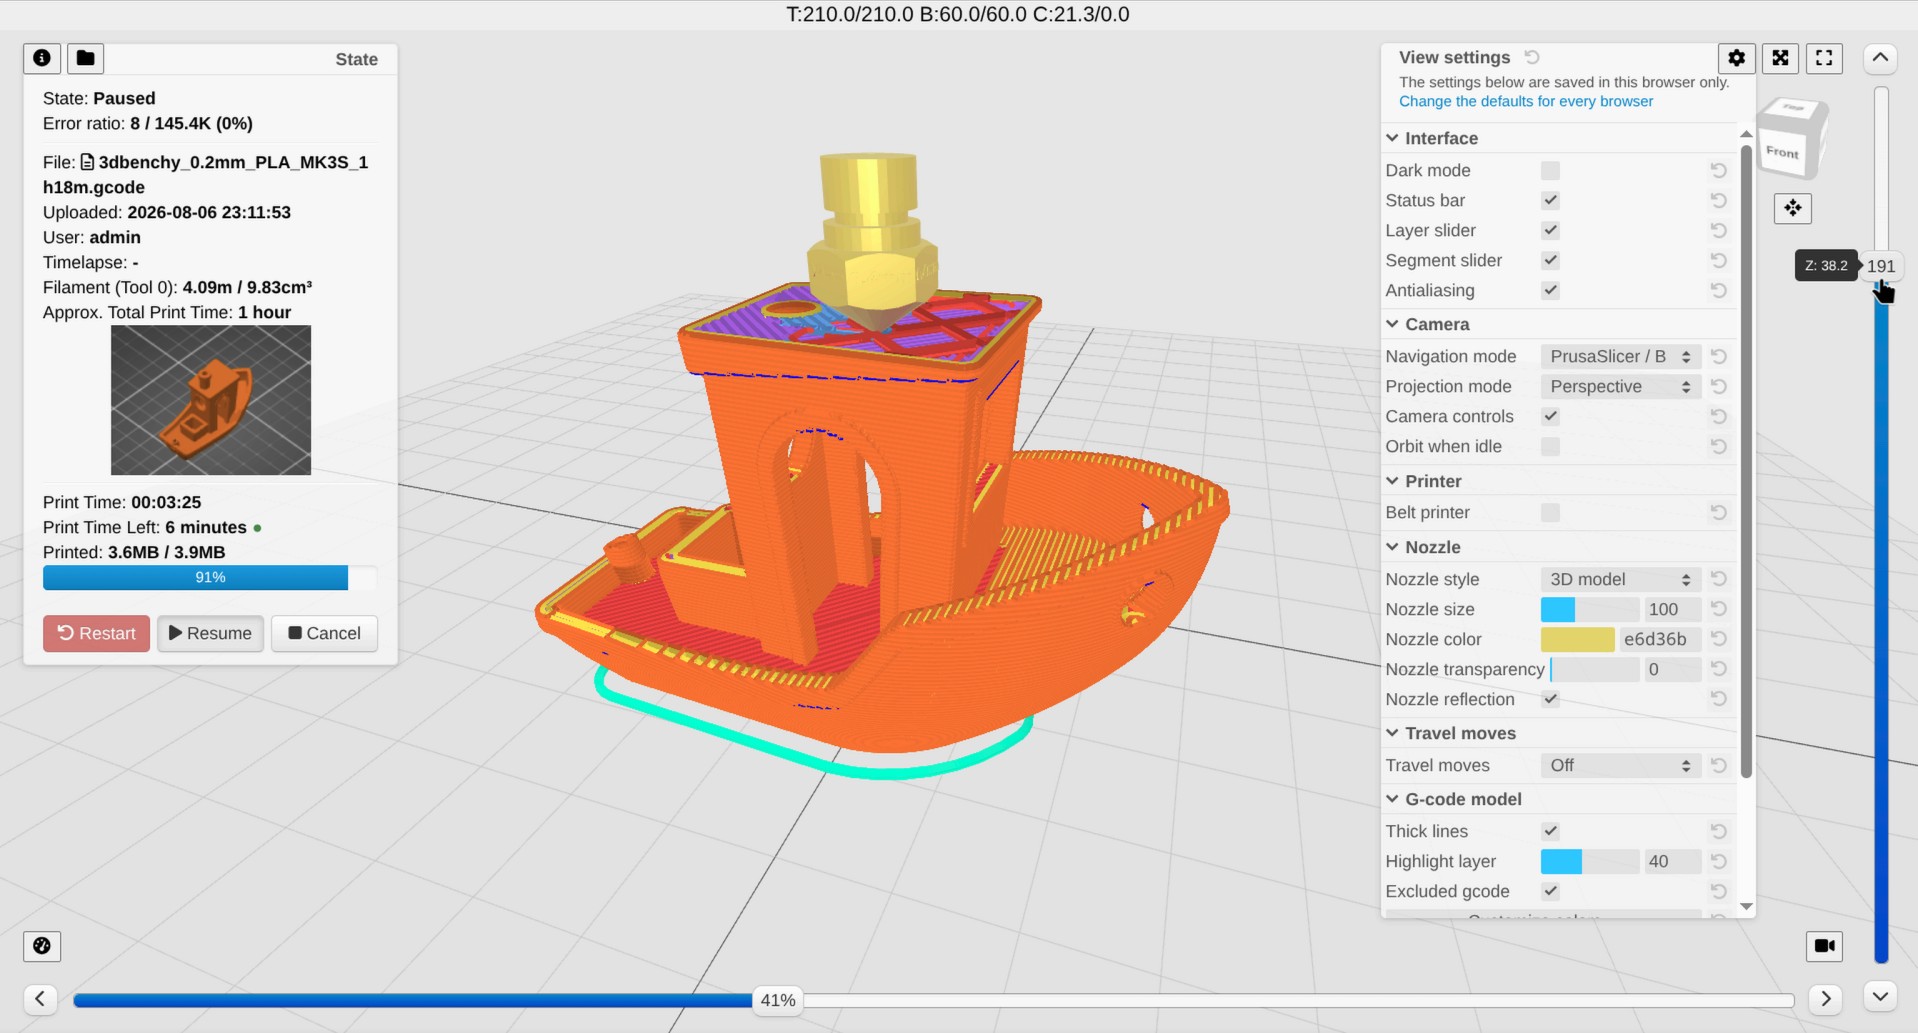 T:210.0/210.0 B:60.0/60.0 C:21.3/0.0
State
State: Paused
Error ratio: 8 / 145.4K (0%)
File: 3dbenchy_0.2mm_PLA_MK3S_1
h18m.gcode
Uploaded: 2026-08-06 23:11:53
User: admin
Timelapse: -
Filament (Tool 0): 4.09m / 9.83cm³
Approx. Total Print Time: 1 hour
Print Time: 00:03:25
Print Time Left: 6 minutes
Printed: 3.6MB / 3.9MB
91%
Restart Resume Cancel
View settings
The settings below are saved in this browser only.
Change the defaults for every browser
Interface
Dark mode
Status bar
Layer slider
Segment slider
Antialiasing
Camera
Navigation mode PrusaSlicer / B
Projection mode Perspective
Camera controls
Orbit when idle
Printer
Belt printer
Nozzle
Nozzle style 3D model
Nozzle size 100
Nozzle color e6d36b
Nozzle transparency 0
Nozzle reflection
Travel moves
Travel moves Off
G-code model
Thick lines
Highlight layer 40
Excluded gcode
Top
Front
Z: 38.2 191
41%